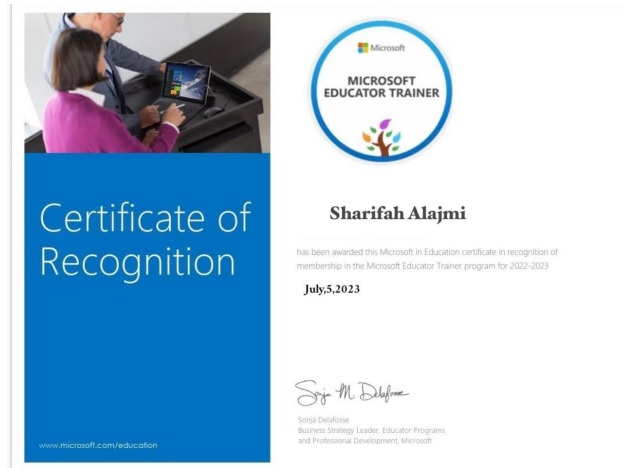 Certificate of
Recognition
www.microsoft.com/education
Microsoft
MICROSOFT
EDUCATOR TRAINER
Sharifah Alajmi
has been awarded this Microsoft in Education certificate in recognition of
membership in the Microsoft Educator Trainer program for 2022-2023
July,5,2023
Sonja M Delafosse
Sonja Delafosse
Business Strategy Leader, Educator Programs
and Professional Development, Microsoft